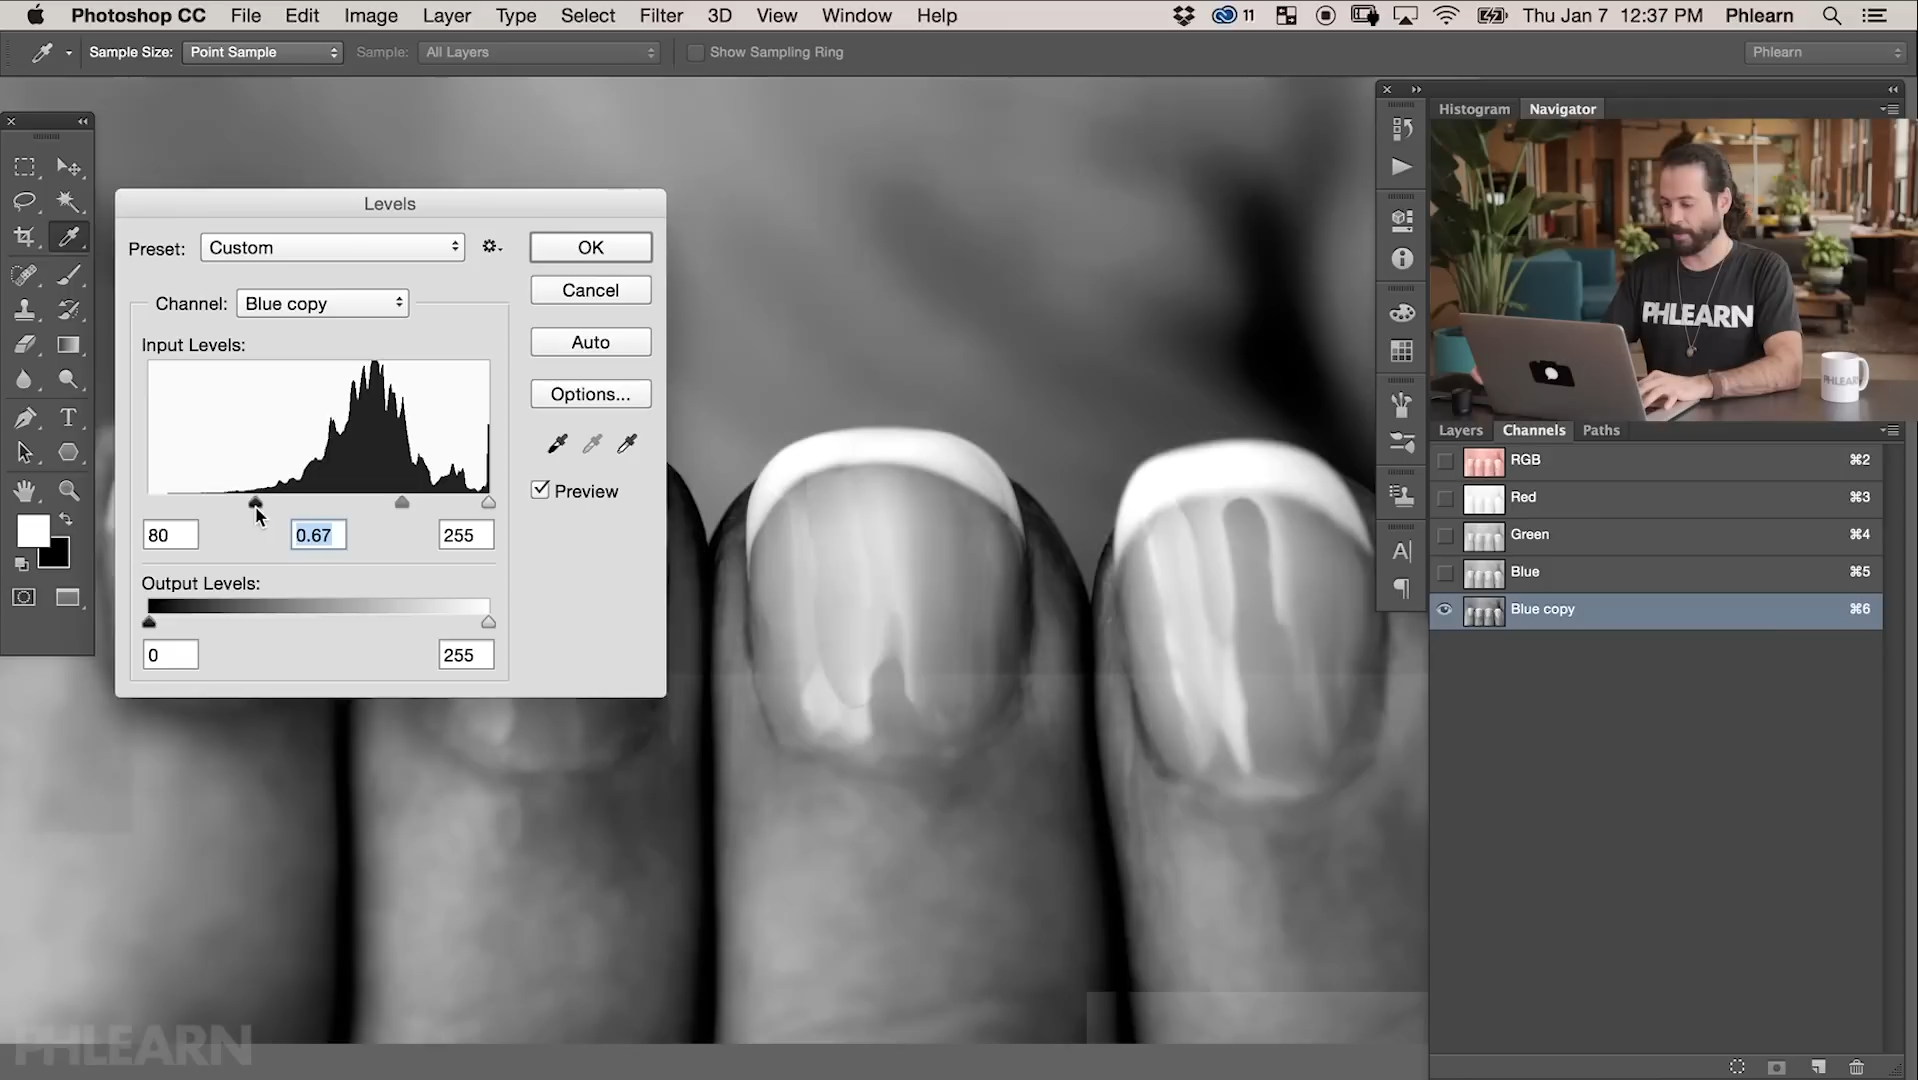 Photoshop CC File Edit Image Layer Type Select Filter 3D View Window Help 11 Thu Jan 7 12:37 PM Phlearn
Sample Size: Point Sample Sample: All Layers Show Sampling Ring Phlearn
Histogram Navigator
Levels
Preset: Custom OK
Cancel
Channel: Blue copy
Input Levels: Auto
Options...
Preview
80 0.67 255
Output Levels:
0 255
T
A
PHLEARN
PHLEARN
Layers Channels Paths
RGB ⌘2
Red ⌘3
Green ⌘4
Blue ⌘5
Blue copy ⌘6
PHLEARN